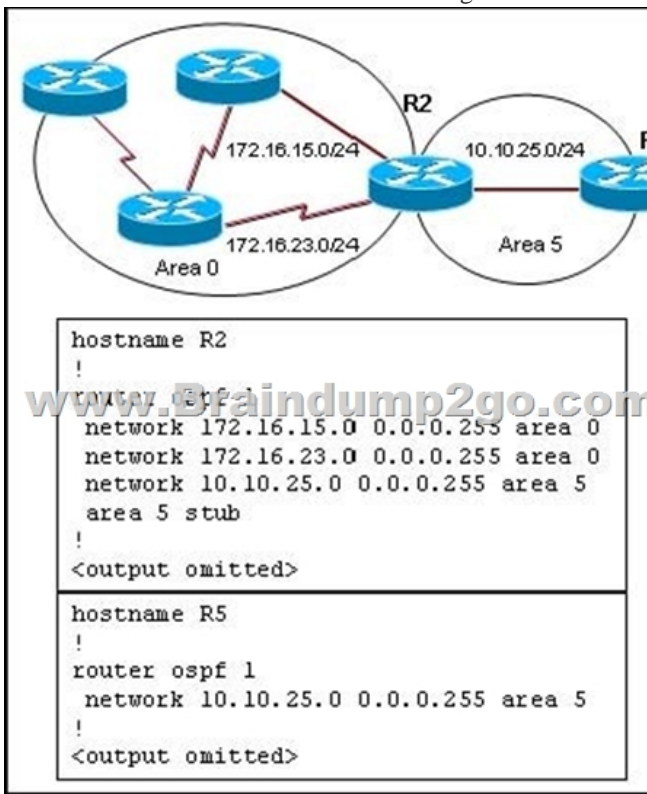 R2
172.16.15.0/24
10.10.25.0/24
172.16.23.0/24
Area 0
Area 5
hostname R2
!
router ospf 1
www.Braindump2go.com
network 172.16.15.0 0.0.0.255 area 0
network 172.16.23.0 0.0.0.255 area 0
network 10.10.25.0 0.0.0.255 area 5
area 5 stub
!
<output omitted>
hostname R5
!
router ospf 1
network 10.10.25.0 0.0.0.255 area 5
!
<output omitted>